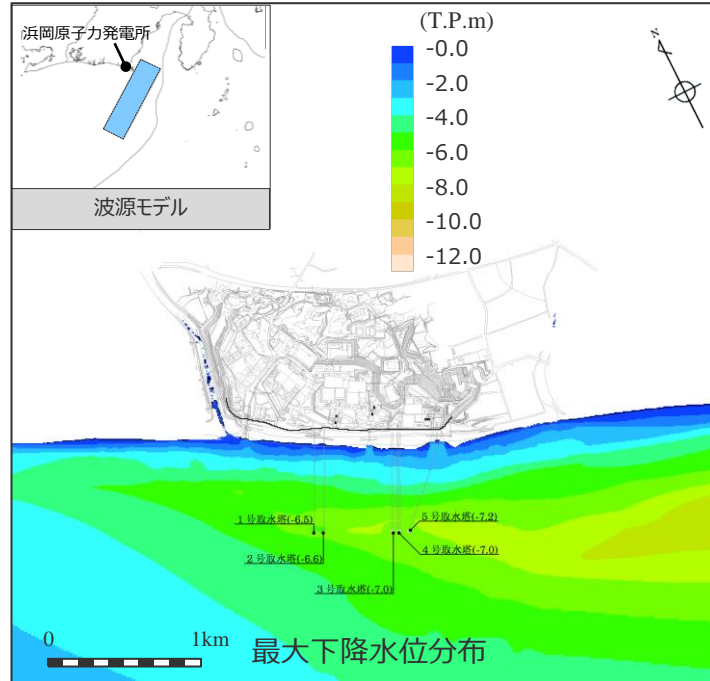 浜岡原子力発電所
波源モデル
(T.P.m)
-0.0
-2.0
-4.0
-6.0
-8.0
-10.0
-12.0
N
1号取水塔(-6.5)
2号取水塔(-6.6)
3号取水塔(-7.0)
5号取水塔(-7.2)
4号取水塔(-7.0)
0 1km
最大下降水位分布